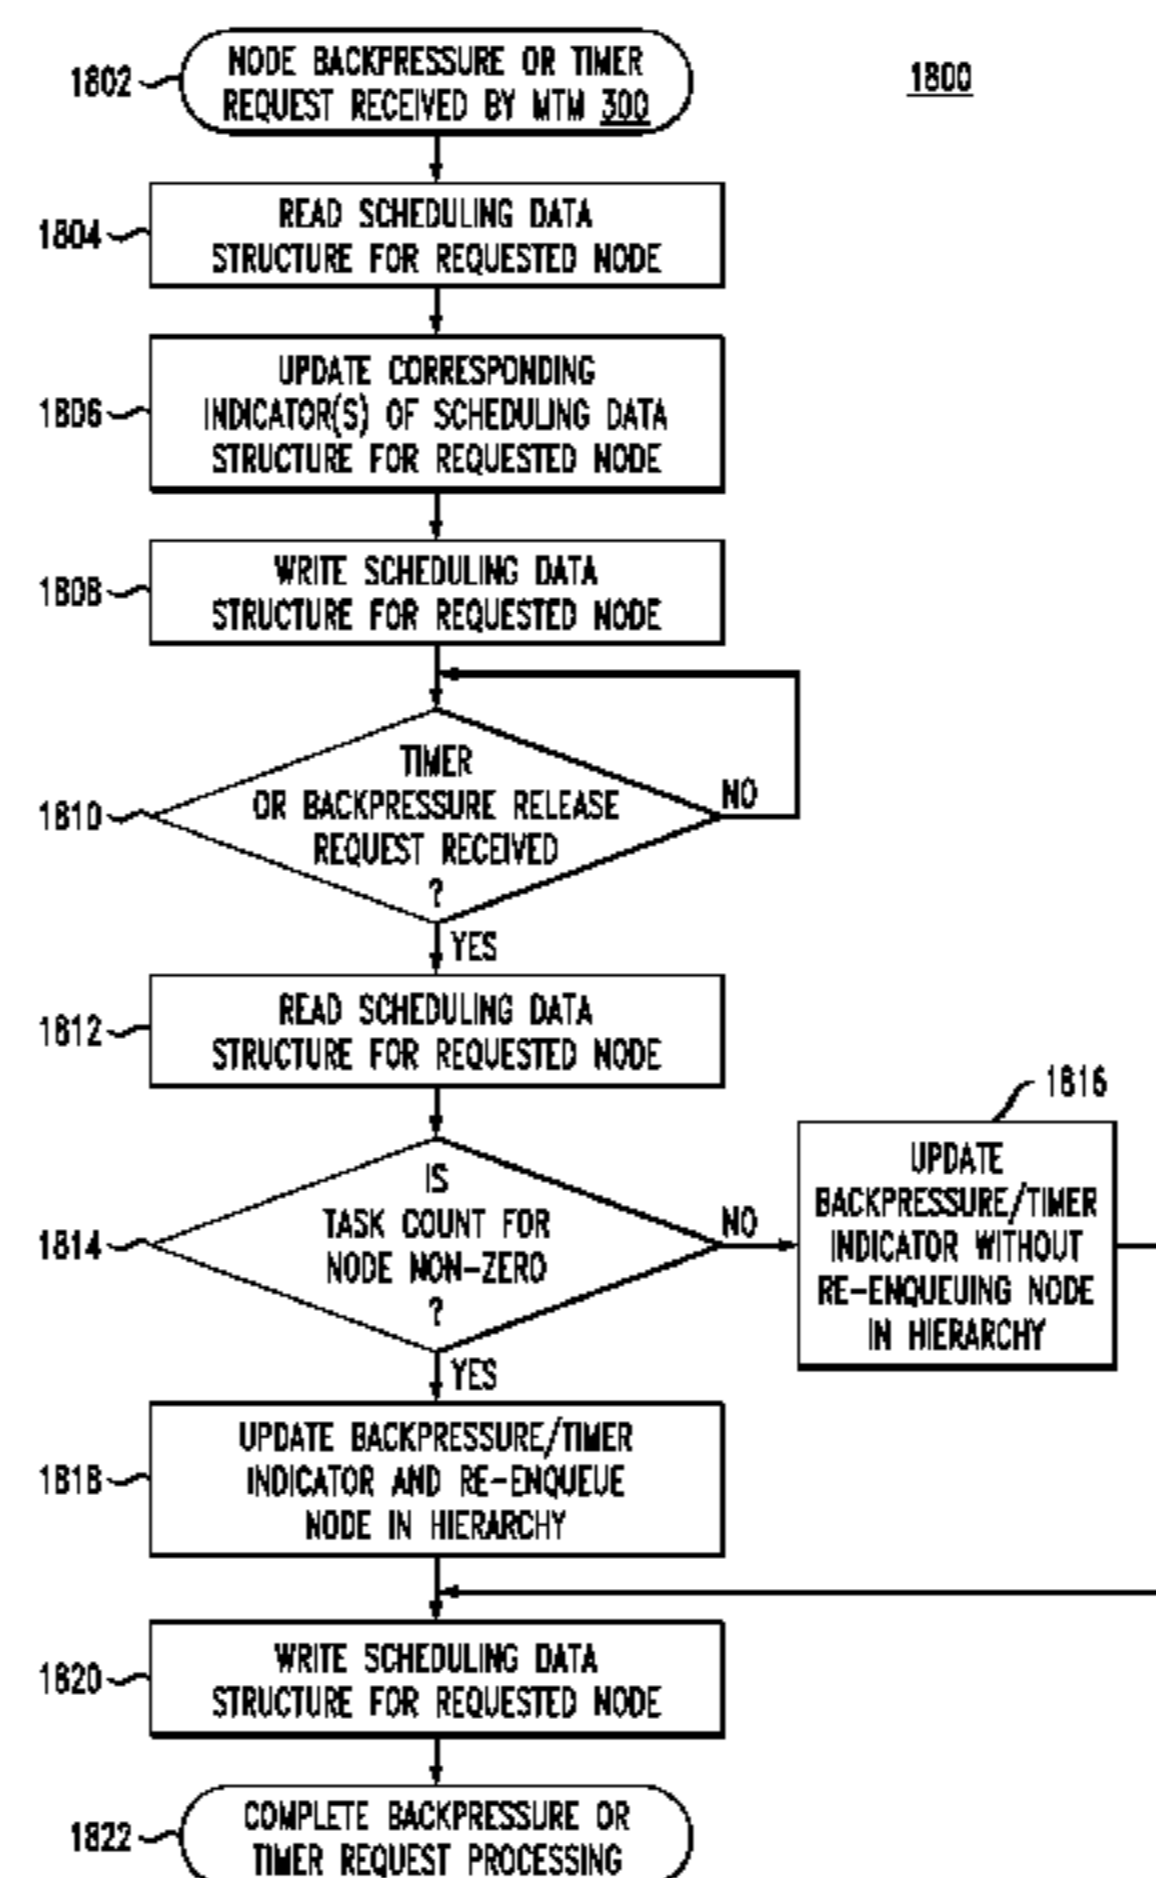 1800
1802
NODE BACKPRESSURE OR TIMER
REQUEST RECEIVED BY MTM 300
1804
READ SCHEDULING DATA
STRUCTURE FOR REQUESTED NODE
1806
UPDATE CORRESPONDING
INDICATOR(S) OF SCHEDULING DATA
STRUCTURE FOR REQUESTED NODE
1808
WRITE SCHEDULING DATA
STRUCTURE FOR REQUESTED NODE
1810
TIMER
OR BACKPRESSURE RELEASE
REQUEST RECEIVED
?
NO
YES
1812
READ SCHEDULING DATA
STRUCTURE FOR REQUESTED NODE
1814
IS
TASK COUNT FOR
NODE NON-ZERO
?
NO
1816
UPDATE
BACKPRESSURE/TIMER
INDICATOR WITHOUT
RE-ENQUEUING NODE
IN HIERARCHY
YES
1818
UPDATE BACKPRESSURE/TIMER
INDICATOR AND RE-ENQUEUE
NODE IN HIERARCHY
1820
WRITE SCHEDULING DATA
STRUCTURE FOR REQUESTED NODE
1822
COMPLETE BACKPRESSURE OR
TIMER REQUEST PROCESSING